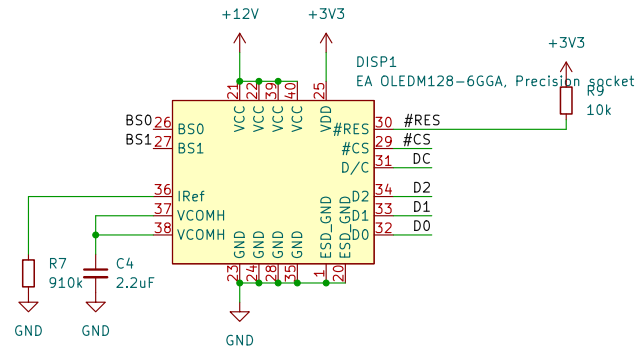 +12V
+3V3
+3V3
DISP1
EA OLEDM128-6GGA, Precision socket
R9
10k
21
22
39
40
25
VCC
VCC
VCC
VCC
VDD
BS0
26
BS0
BS1
27
BS1
#RES
30
#RES
#CS
29
#CS
D/C
31
DC
36
IRef
37
VCOMH
38
VCOMH
D2
34
D2
D1
33
D1
D0
32
D0
GND
GND
GND
GND
ESD_GND
ESD_GND
23
24
28
35
1
20
R7
910k
C4
2.2uF
GND
GND
GND